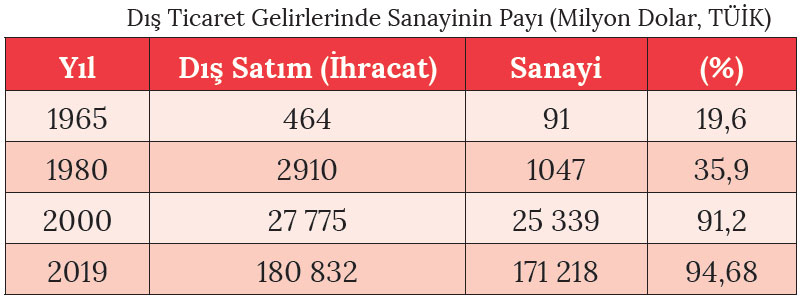 Dış Ticaret Gelirlerinde Sanayinin Payı (Milyon Dolar, TÜİK)
Yıl Dış Satım (İhracat) Sanayi (%)
1965 464 91 19,6
1980 2910 1047 35,9
2000 27 775 25 339 91,2
2019 180 832 171 218 94,68